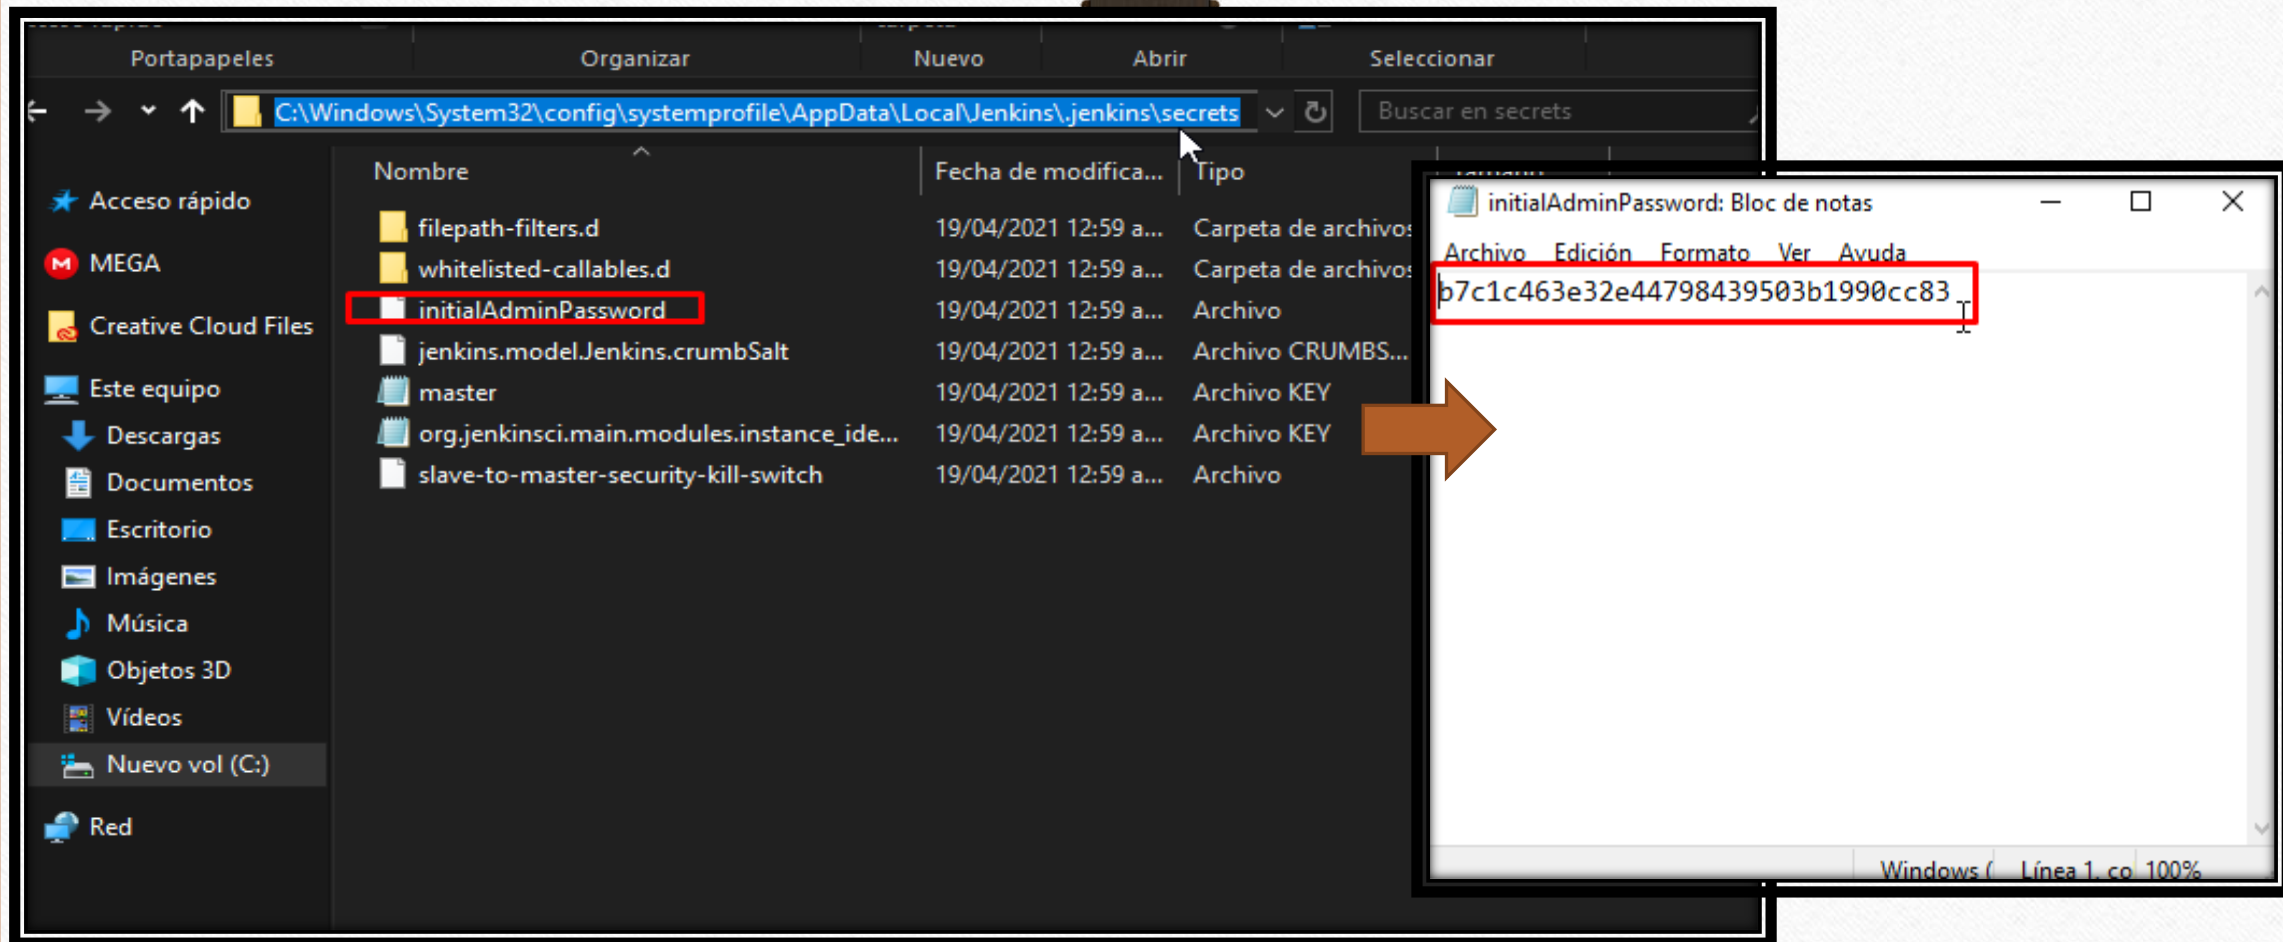 Portapapeles Organizar Nuevo Abrir Seleccionar
C:\Windows\System32\config\systemprofile\AppData\Local\Jenkins\.jenkins\secrets Buscar en secrets
Nombre Fecha de modifica... Tipo
Acceso rápido
MEGA
Creative Cloud Files
Este equipo
Descargas
Documentos
Escritorio
Imágenes
Música
Objetos 3D
Vídeos
Nuevo vol (C:)
Red
filepath-filters.d 19/04/2021 12:59 a... Carpeta de archivos
whitelisted-callables.d 19/04/2021 12:59 a... Carpeta de archivos
initialAdminPassword 19/04/2021 12:59 a... Archivo
jenkins.model.Jenkins.crumbSalt 19/04/2021 12:59 a... Archivo CRUMBS...
master 19/04/2021 12:59 a... Archivo KEY
org.jenkinsci.main.modules.instance_ide... 19/04/2021 12:59 a... Archivo KEY
slave-to-master-security-kill-switch 19/04/2021 12:59 a... Archivo
initialAdminPassword: Bloc de notas
Archivo Edición Formato Ver Ayuda
b7c1c463e32e44798439503b1990cc83
Windows ( Línea 1, co 100%